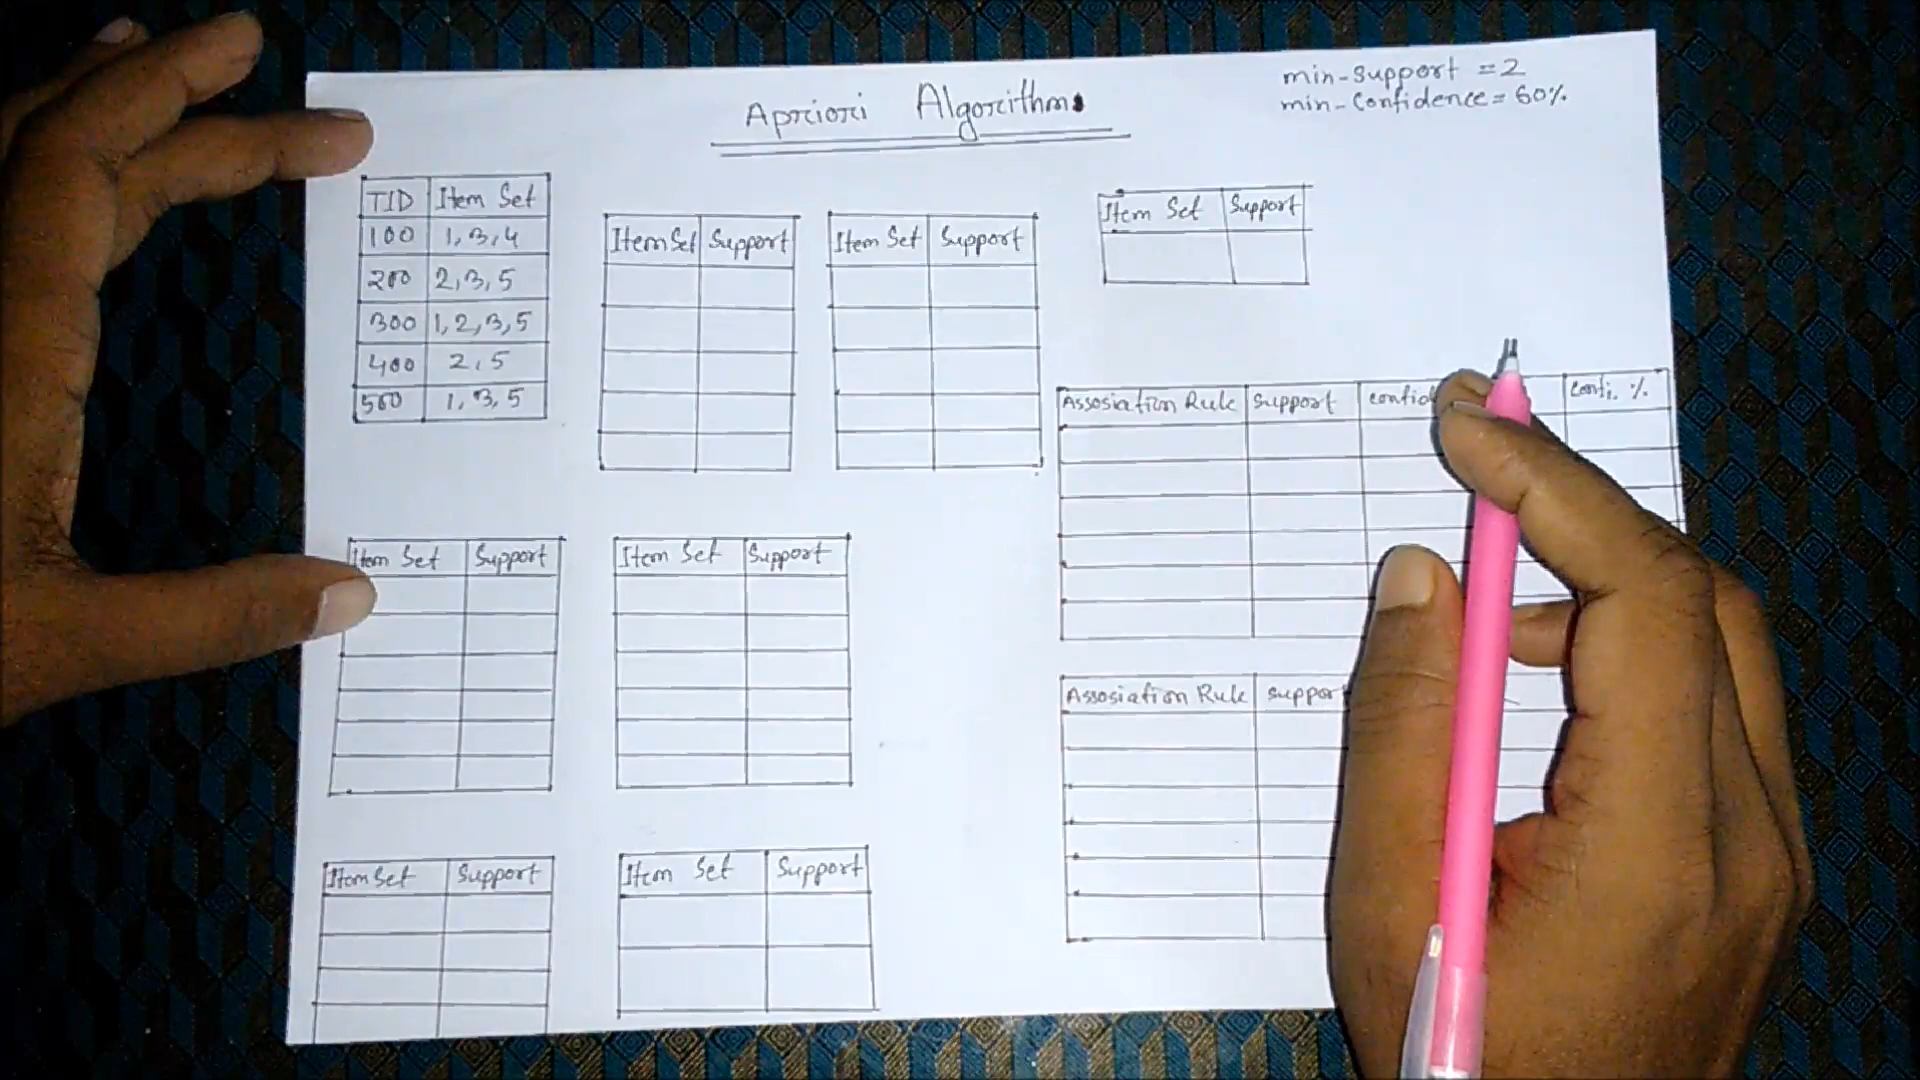 Apriori Algorithm
min-support = 2
min-Confidence = 60%
TID Item Set
100 1, 3, 4
200 2, 3, 5
300 1, 2, 3, 5
400 2, 5
500 1, 3, 5
Item Set Support
Item Set Support
Item Set Support
Assosiation Rule Support confid Confi. %
Item Set Support
Item Set Support
Assosiation Rule support
Item Set Support
Item Set Support